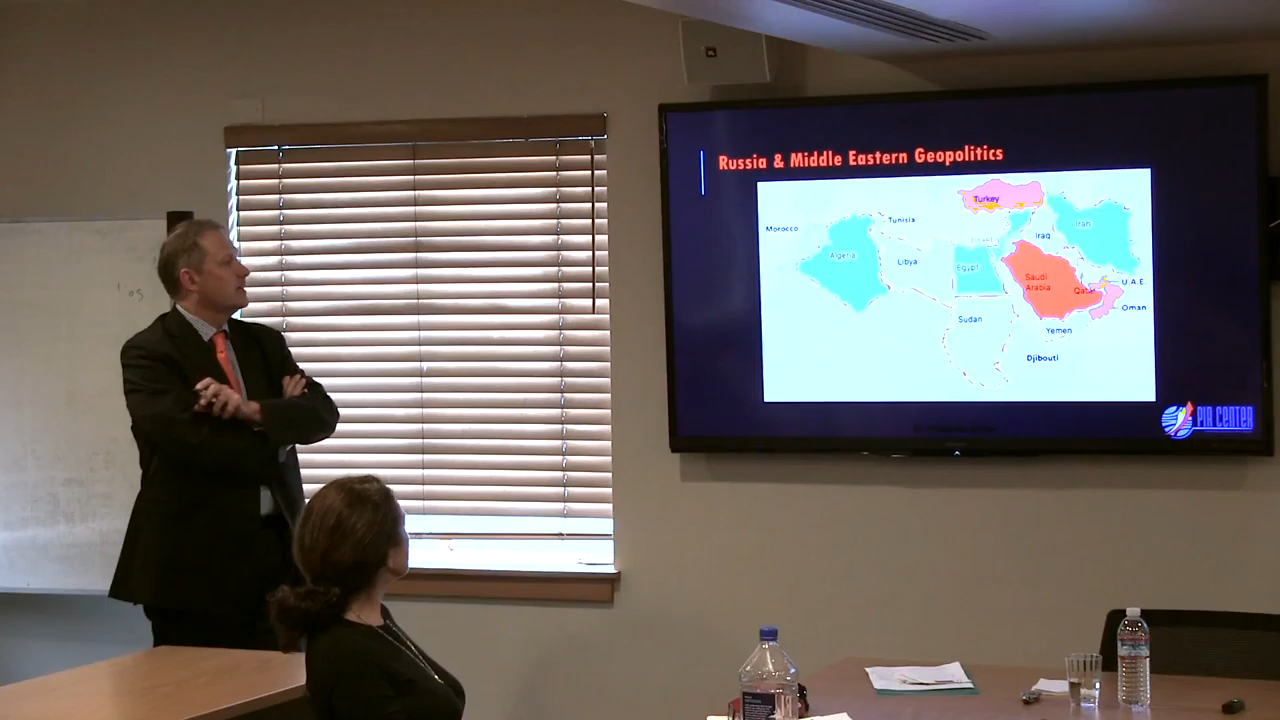 Russia & Middle Eastern Geopolitics
Turkey
Morocco
Tunisia
Iran
Iraq
Algeria
Libya
Egypt
Saudi
Arabia
Qatar
U.A.E.
Oman
Sudan
Yemen
Djibouti
PIR CENTER